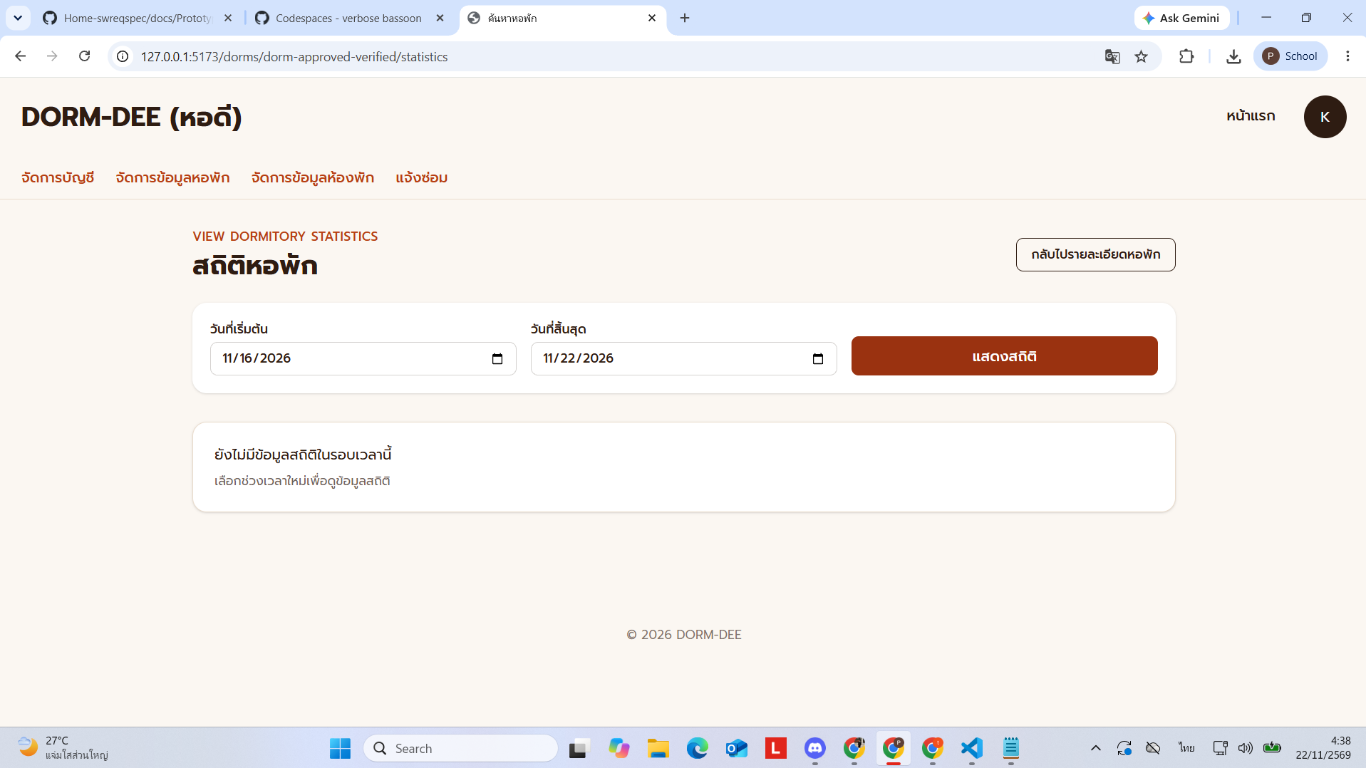 Home-swreqspec/docs/Prototy
Codespaces - verbose bassoon
ค้นหาหอพัก
Ask Gemini
127.0.0.1:5173/dorms/dorm-approved-verified/statistics
P School
DORM-DEE (หอดี)
หน้าแรก
K
จัดการบัญชี จัดการข้อมูลหอพัก จัดการข้อมูลห้องพัก แจ้งซ่อม
VIEW DORMITORY STATISTICS
สถิติหอพัก
กลับไปรายละเอียดหอพัก
วันที่เริ่มต้น
วันที่สิ้นสุด
11/16/2026
11/22/2026
แสดงสถิติ
ยังไม่มีข้อมูลสถิติในรอบเวลานี้
เลือกช่วงเวลาใหม่เพื่อดูข้อมูลสถิติ
© 2026 DORM-DEE
27°C
แจ่มใสส่วนใหญ่
Search
L
P
ไทย
4:38
22/11/2569